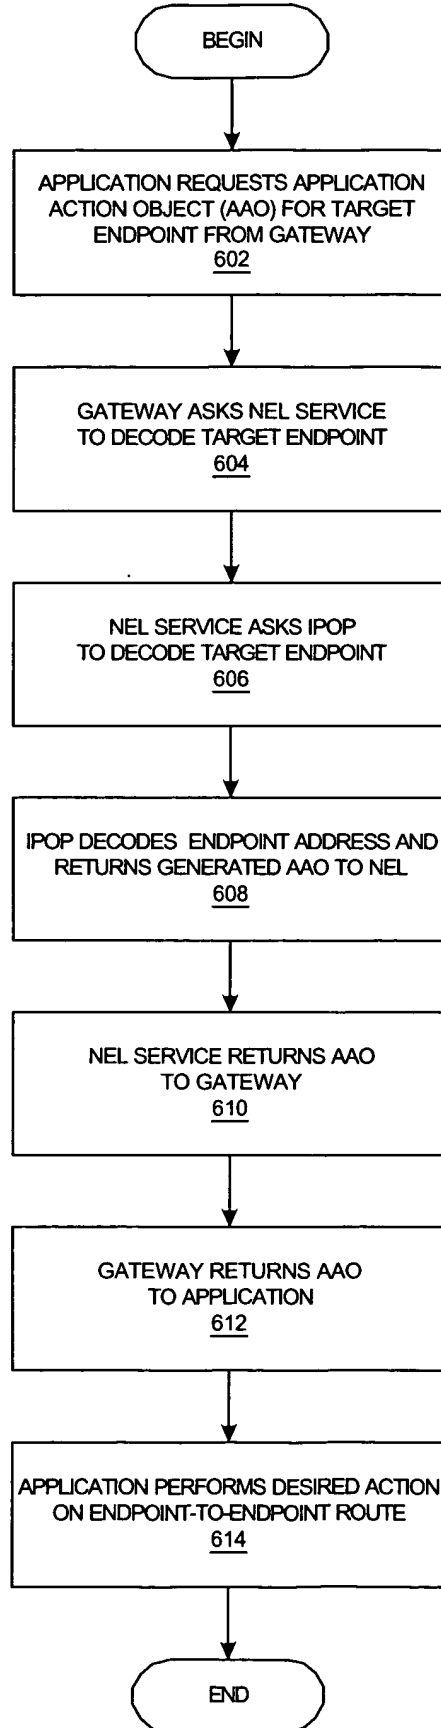 BEGIN
APPLICATION REQUESTS APPLICATION
ACTION OBJECT (AAO) FOR TARGET
ENDPOINT FROM GATEWAY
602
GATEWAY ASKS NEL SERVICE
TO DECODE TARGET ENDPOINT
604
NEL SERVICE ASKS IPOP
TO DECODE TARGET ENDPOINT
606
IPOP DECODES ENDPOINT ADDRESS AND
RETURNS GENERATED AAO TO NEL
608
NEL SERVICE RETURNS AAO
TO GATEWAY
610
GATEWAY RETURNS AAO
TO APPLICATION
612
APPLICATION PERFORMS DESIRED ACTION
ON ENDPOINT-TO-ENDPOINT ROUTE
614
END